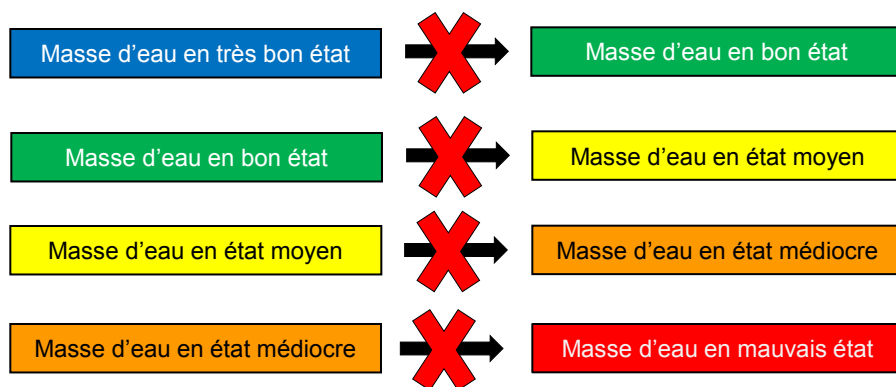 Masse d’eau en très bon état
Masse d’eau en bon état
Masse d’eau en bon état
Masse d’eau en état moyen
Masse d’eau en état moyen
Masse d’eau en état médiocre
Masse d’eau en état médiocre
Masse d’eau en mauvais état